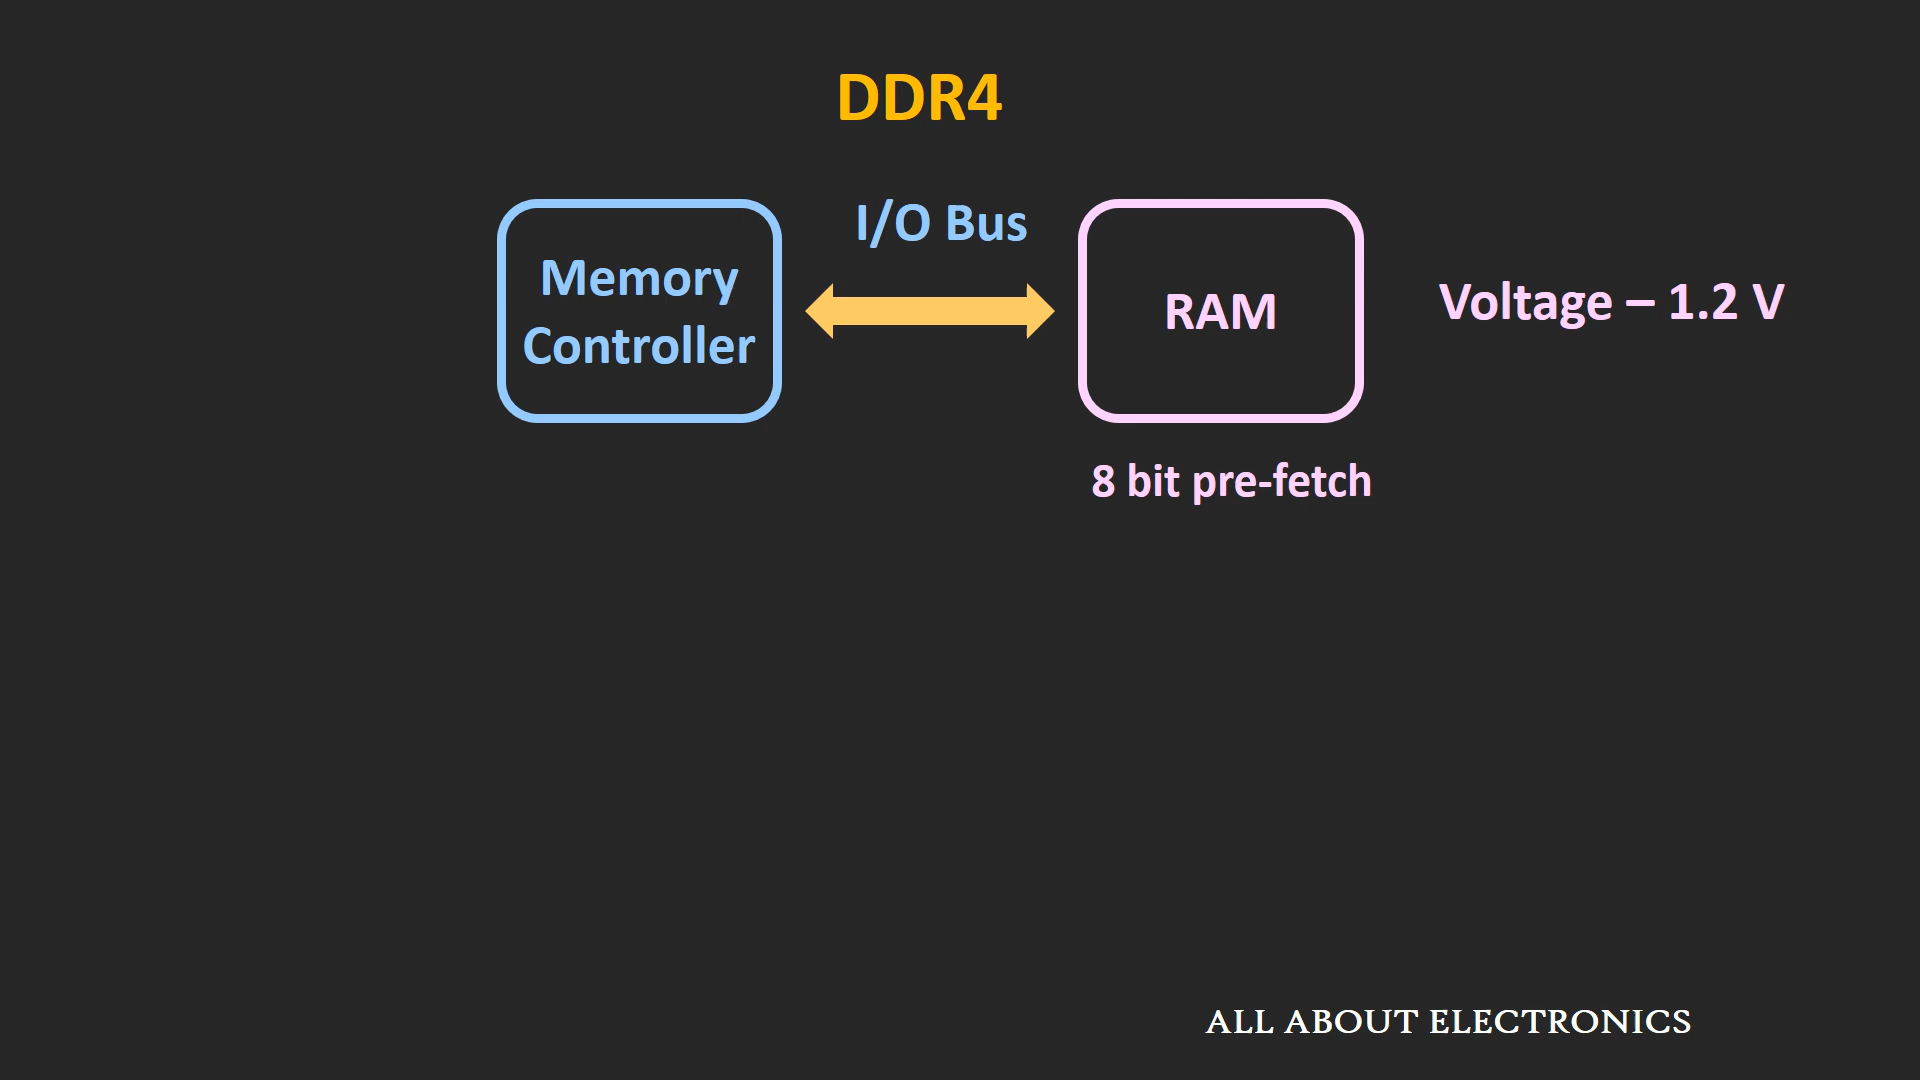 DDR4
I/O Bus
Memory
Controller
RAM
Voltage – 1.2 V
8 bit pre-fetch
ALL ABOUT ELECTRONICS